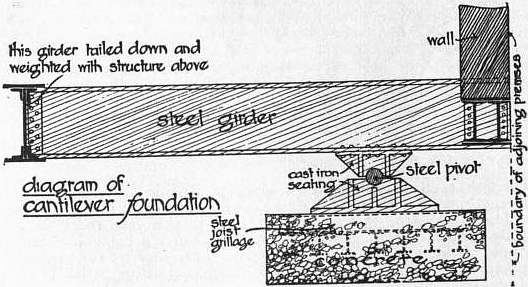 this girder tailed down and
weighted with structure above
wall
steel girder
cast iron
seating
steel pivot
diagram of
cantilever foundation
steel
joist
grillage
concrete
boundary of adjoining premises